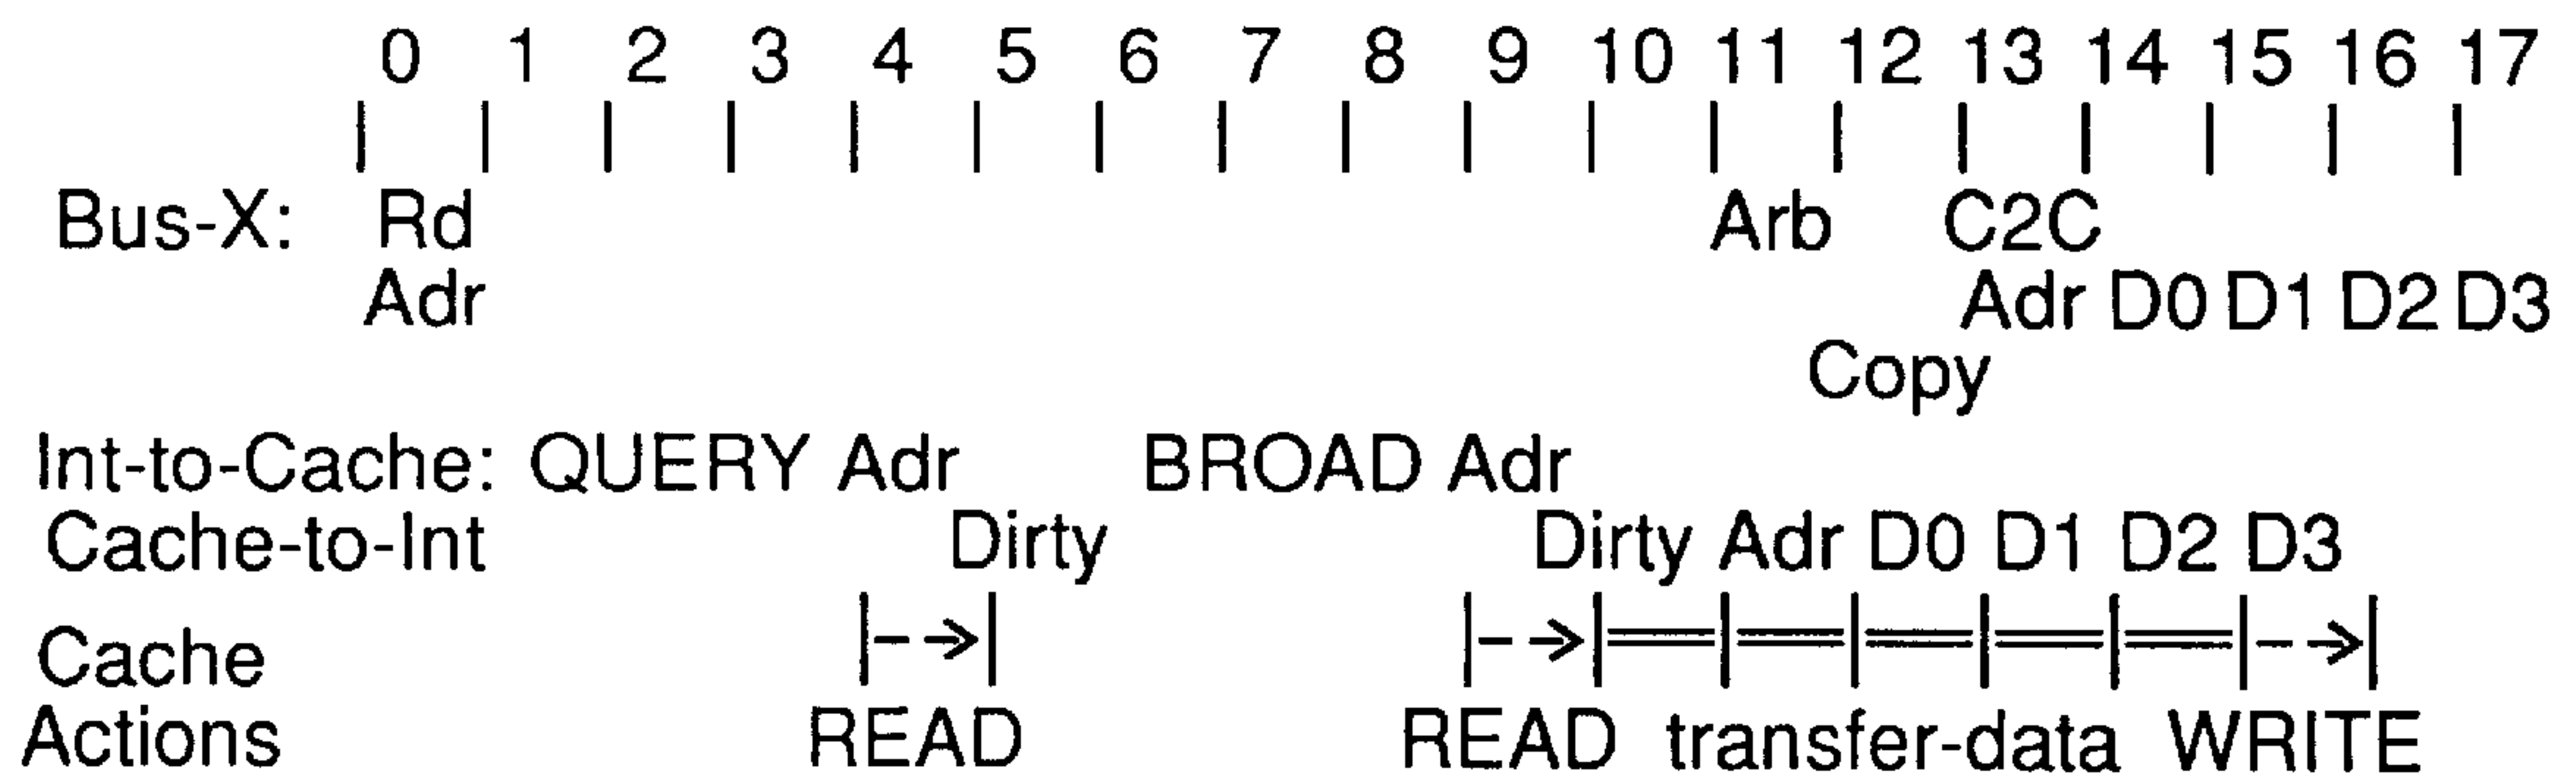 0 1 2 3 4 5 6 7 8 9 10 11 12 13 14 15 16 17
Bus-X: Rd Arb C2C
Adr Adr D0 D1 D2 D3
Copy
Int-to-Cache: QUERY Adr BROAD Adr
Cache-to-Int Dirty Dirty Adr D0 D1 D2 D3
Cache
Actions READ READ transfer-data WRITE